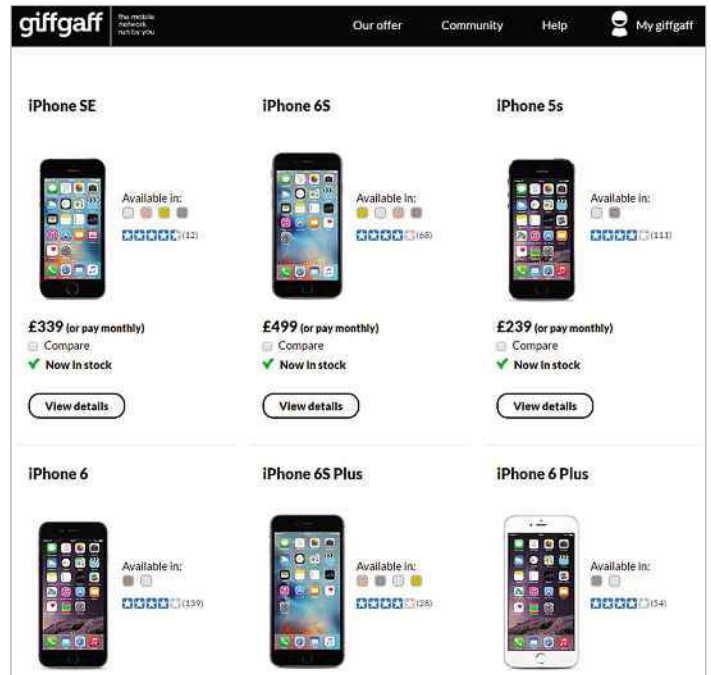 giffgaff
the mobile
network
run by you
Our offer
Community
Help
My giffgaff
iPhone SE
Available in:
(12)
£339 (or pay monthly)
Compare
Now in stock
View details
iPhone 6S
Available in:
(68)
£499 (or pay monthly)
Compare
Now in stock
View details
iPhone 5s
Available in:
(111)
£239 (or pay monthly)
Compare
Now in stock
View details
iPhone 6
Available in:
(139)
iPhone 6S Plus
Available in:
(28)
iPhone 6 Plus
Available in:
(54)